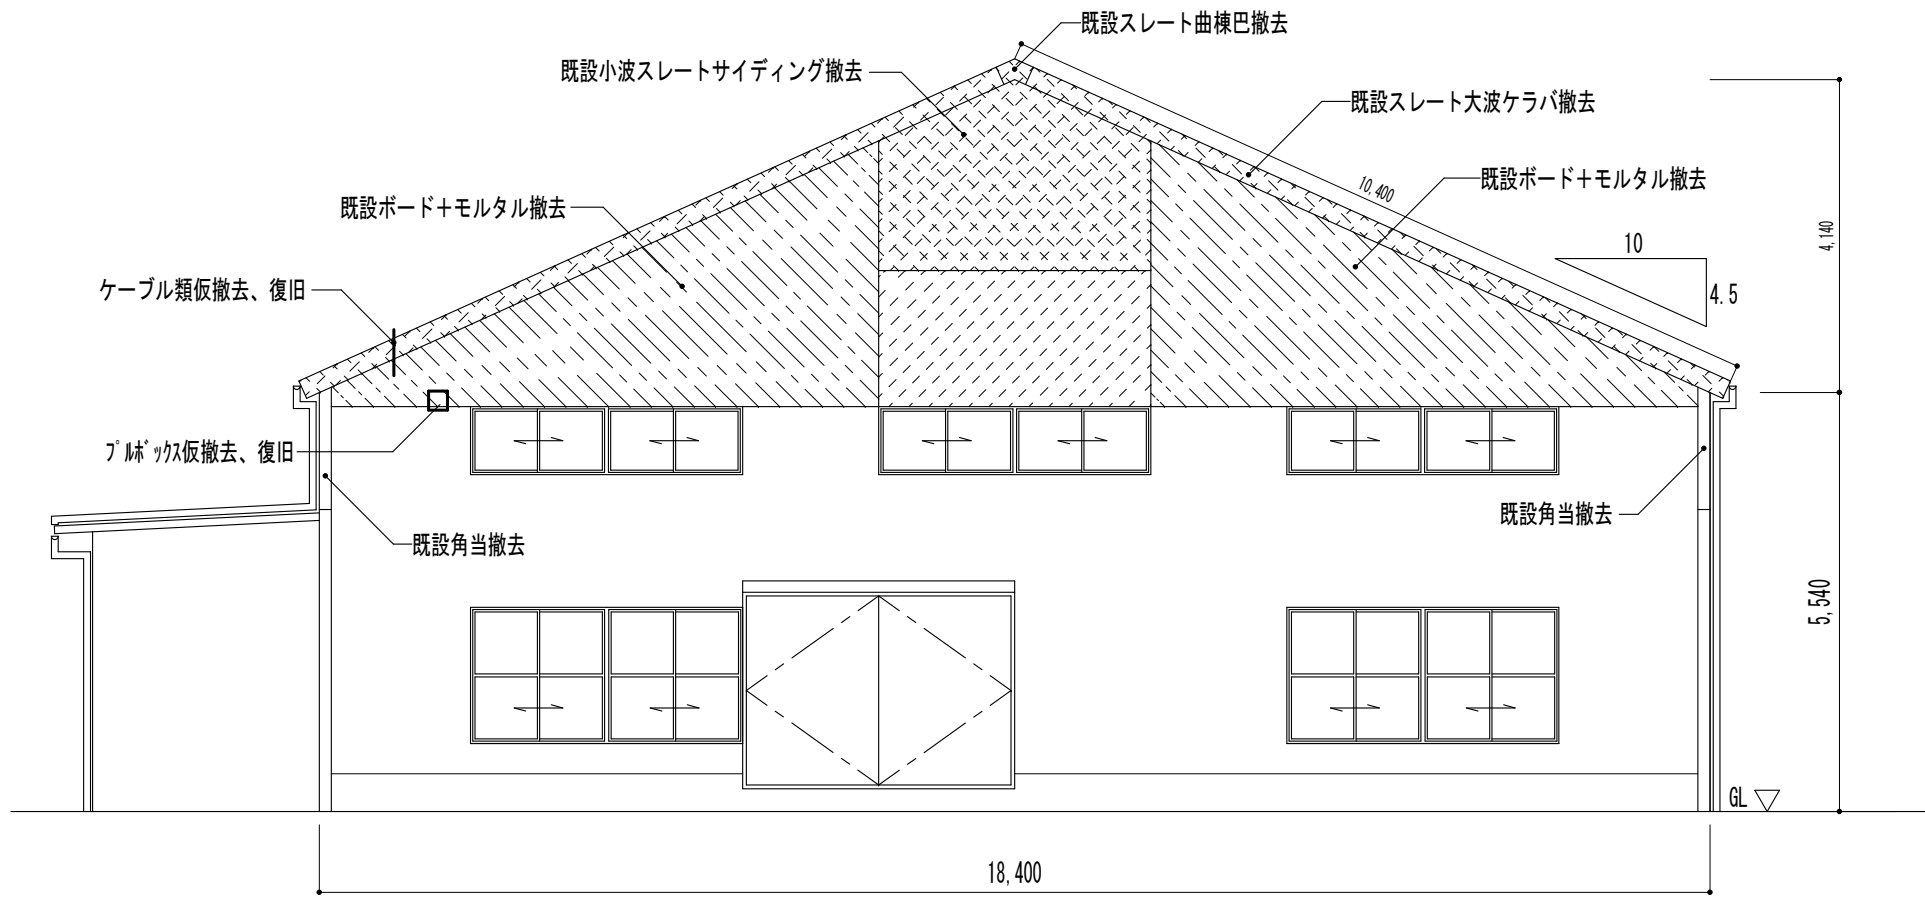 既設スレート曲棟巴撤去
既設小波スレートサイディング撤去
既設スレート大波ケラバ撤去
10,400
既設ボード＋モルタル撤去
既設ボード＋モルタル撤去
4,140
10
4.5
ケーブル類仮撤去、復旧
ﾌﾟﾙﾎﾞｯｸｽ仮撤去、復旧
既設角当撤去
既設角当撤去
5,540
GL
18,400